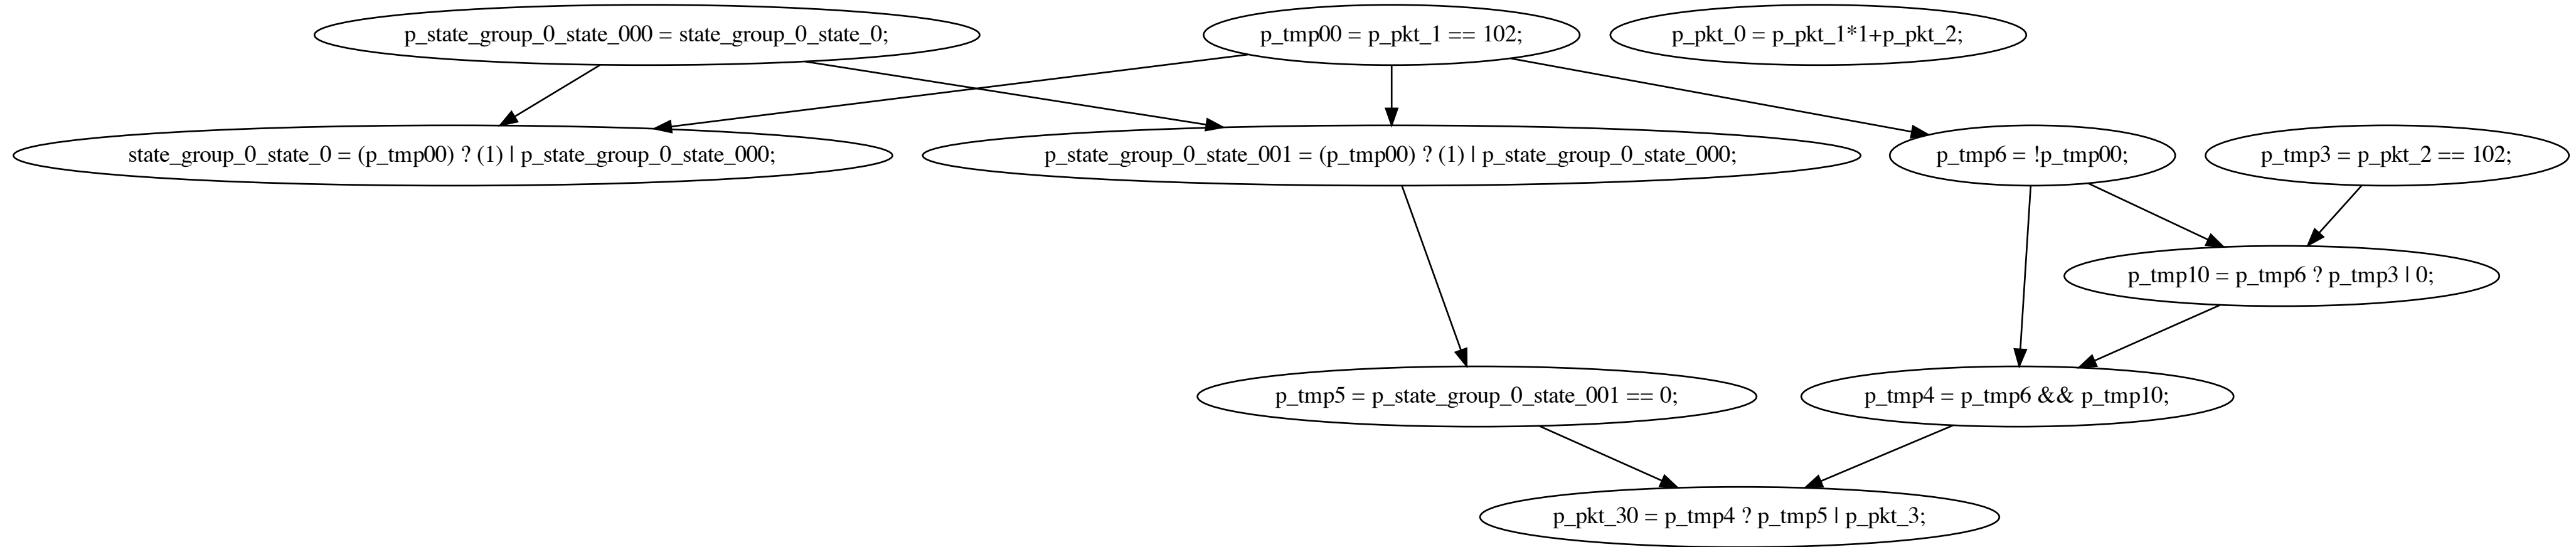 p_state_group_0_state_000 = state_group_0_state_0;
p_tmp00 = p_pkt_1 == 102;
p_pkt_0 = p_pkt_1*1+p_pkt_2;
state_group_0_state_0 = (p_tmp00) ? (1) | p_state_group_0_state_000;
p_state_group_0_state_001 = (p_tmp00) ? (1) | p_state_group_0_state_000;
p_tmp6 = !p_tmp00;
p_tmp3 = p_pkt_2 == 102;
p_tmp10 = p_tmp6 ? p_tmp3 | 0;
p_tmp5 = p_state_group_0_state_001 == 0;
p_tmp4 = p_tmp6 && p_tmp10;
p_pkt_30 = p_tmp4 ? p_tmp5 | p_pkt_3;